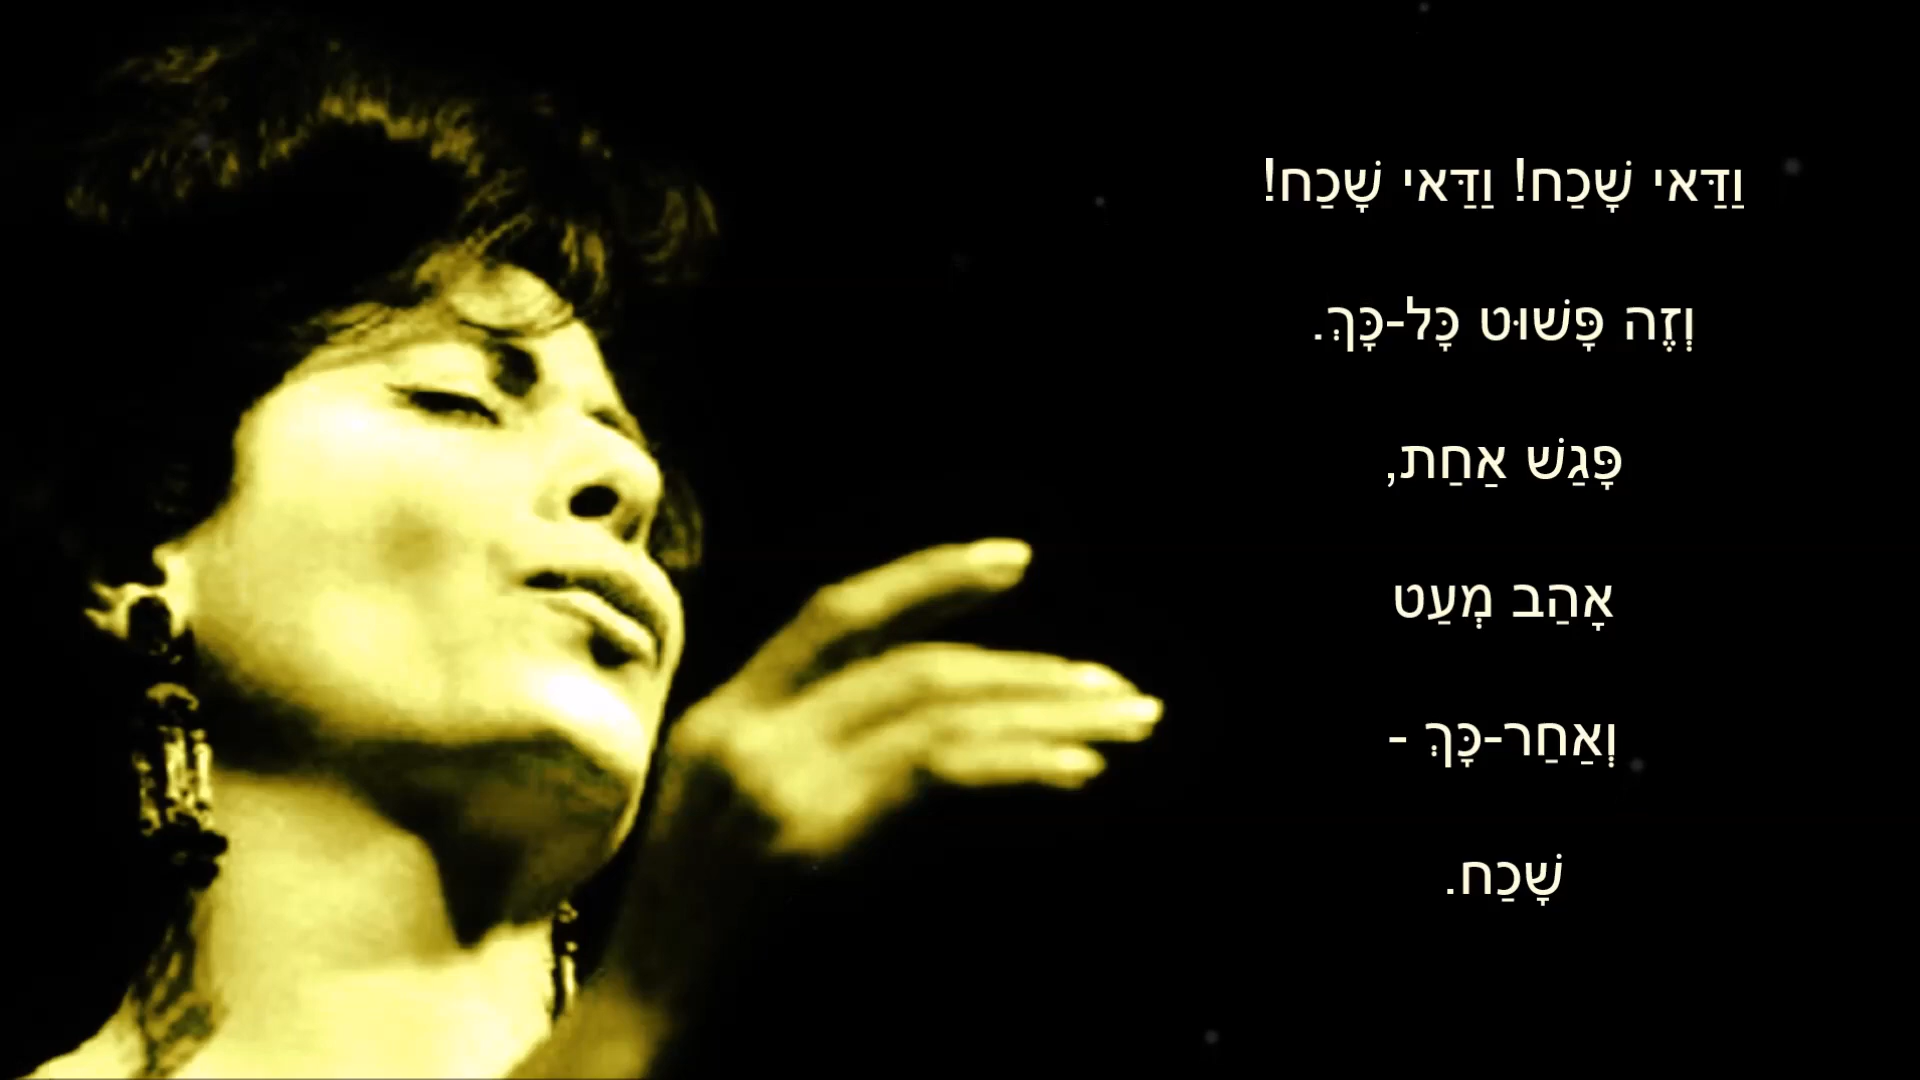 וַדַּאי שָׁכַח! וַדַּאי שָׁכַח!
וְזֶה פָּשׁוּט כָּל-כָּךְ.
פָּגַשׁ אַחַת,
אָהַב מְעַט
וְאַחַר-כָּךְ -
שָׁכַח.